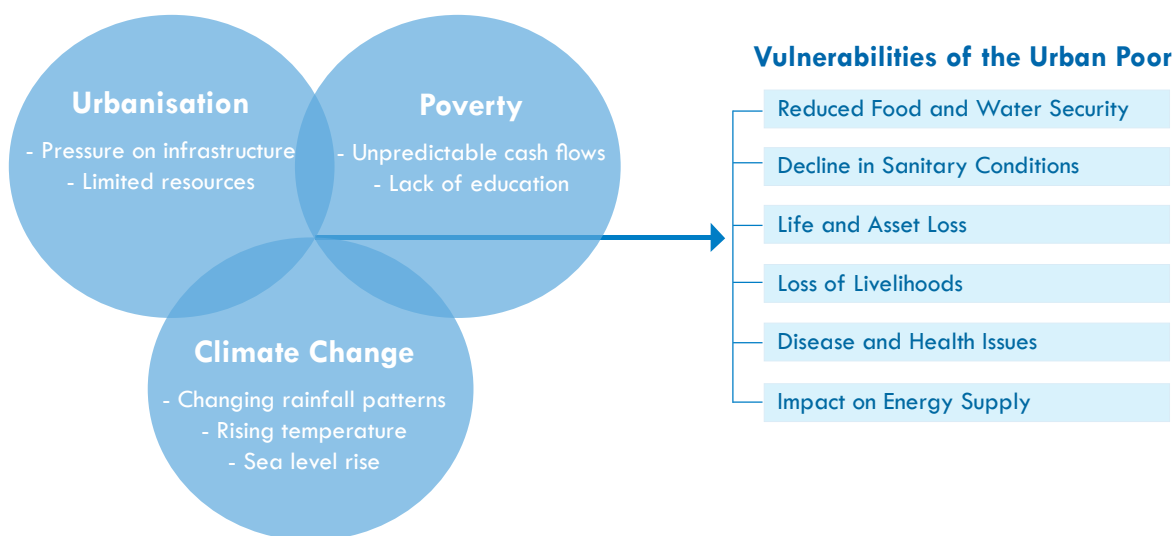 Urbanisation
- Pressure on infrastructure
- Limited resources
Poverty
- Unpredictable cash flows
- Lack of education
Climate Change
- Changing rainfall patterns
- Rising temperature
- Sea level rise
Vulnerabilities of the Urban Poor
Reduced Food and Water Security
Decline in Sanitary Conditions
Life and Asset Loss
Loss of Livelihoods
Disease and Health Issues
Impact on Energy Supply